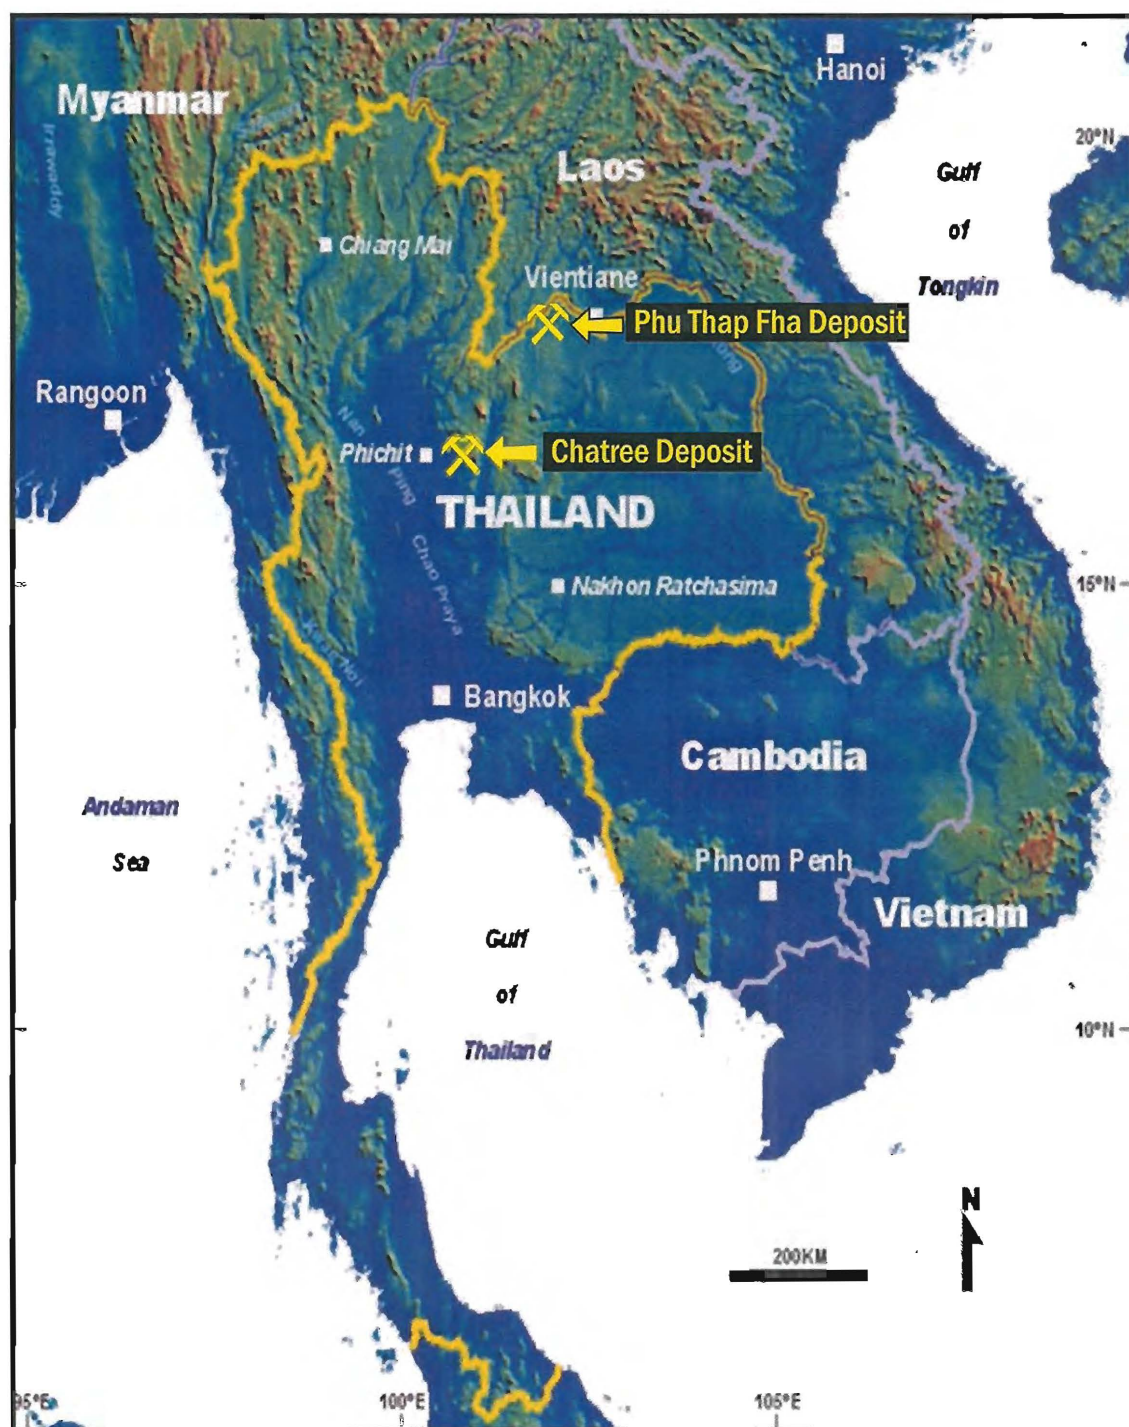 Hanoi
Myanmar
20°N
Irrawaddy
Laos
Gulf
of
Tongkin
Chiang Mai
Vientiane
Phu Thap Fha Deposit
Rangoon
Nan
Phichit
Chatree Deposit
Ping
THAILAND
Chao Praya
15°N
Nakhon Ratchasima
Bangkok
Cambodia
Andaman
Sea
Phnom Penh
Vietnam
Gulf
of
Thailand
10°N
N
200KM
95°E
100°E
105°E